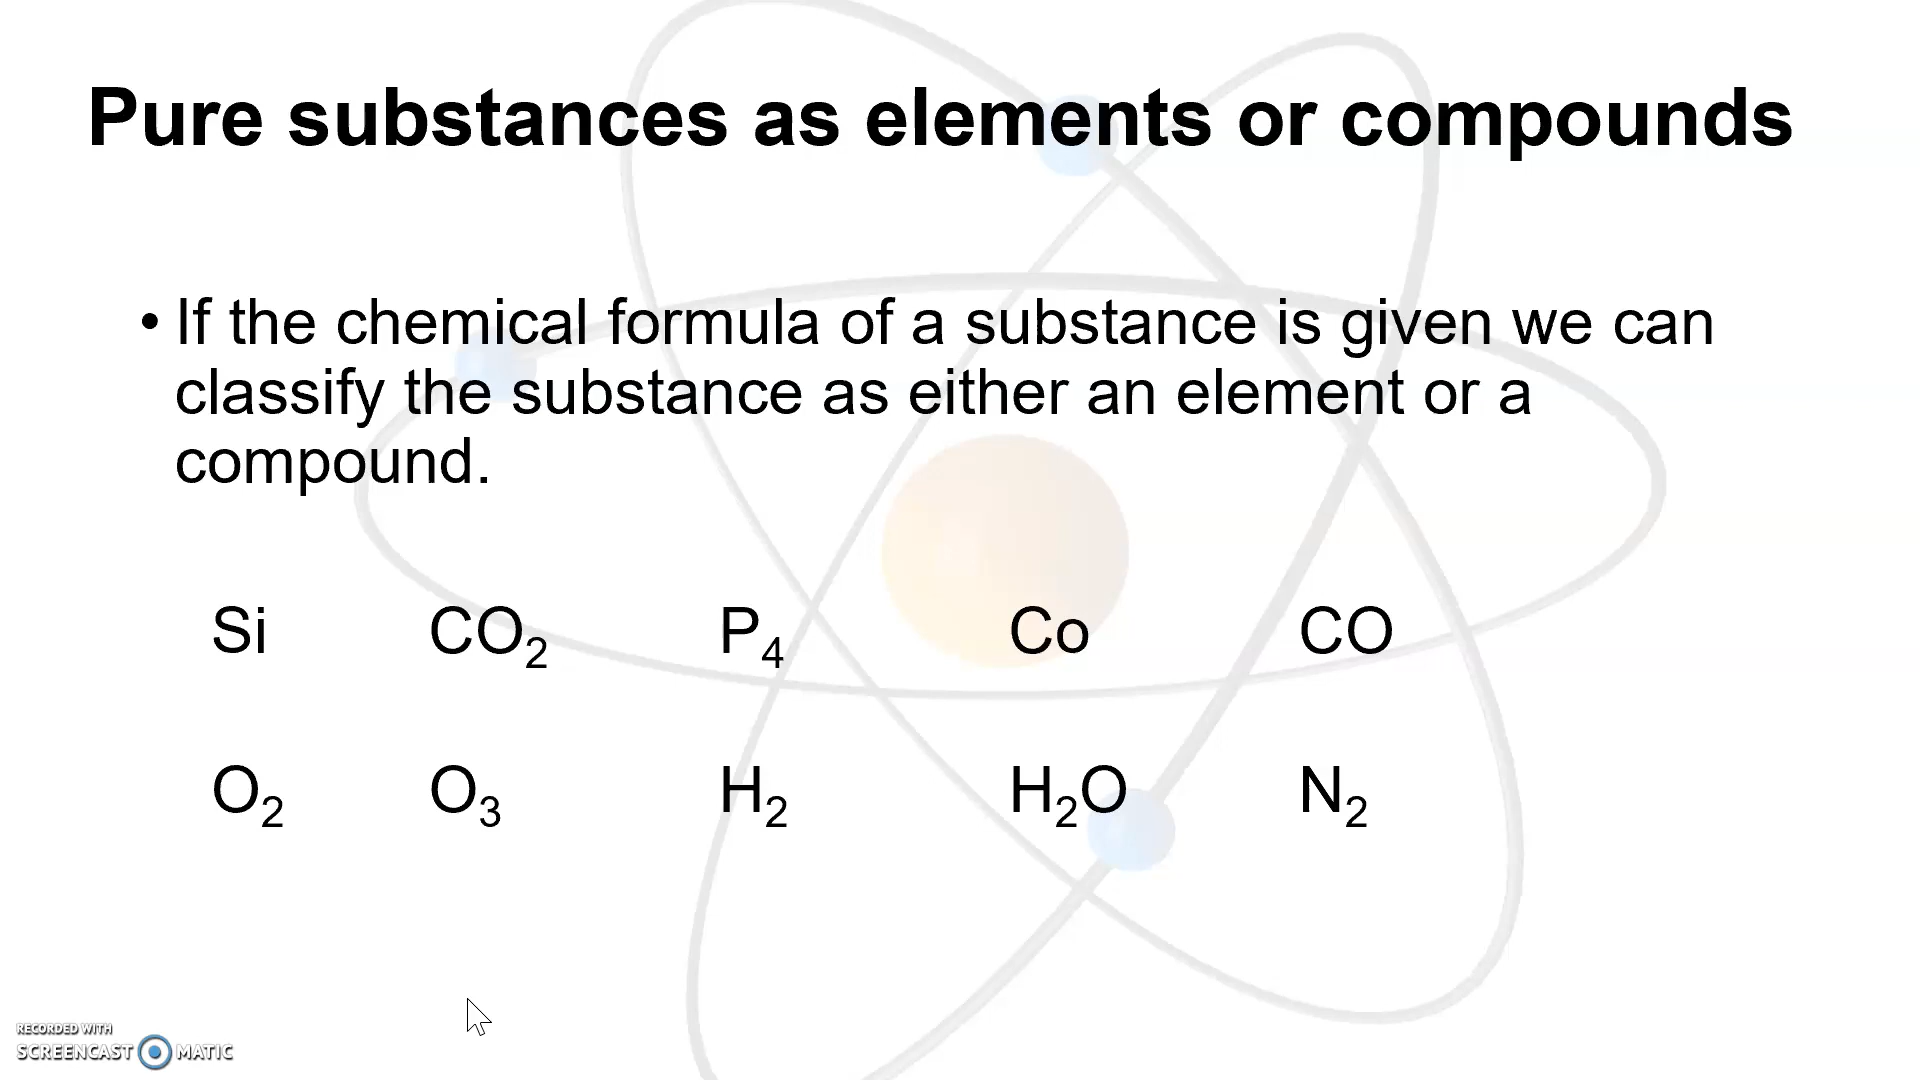 Pure substances as elements or compounds
• If the chemical formula of a substance is given we can
classify the substance as either an element or a
compound.
Si CO₂ P₄ Co CO
O₂ O₃ H₂ H₂O N₂
RECORDED WITH
SCREENCAST MATIC